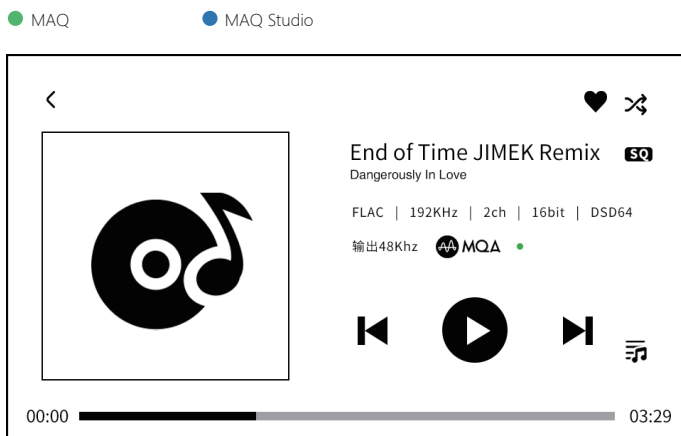 MAQ
MAQ Studio
End of Time JIMEK Remix SQ
Dangerously In Love
FLAC | 192KHz | 2ch | 16bit | DSD64
输出48Khz MQA
00:00 03:29